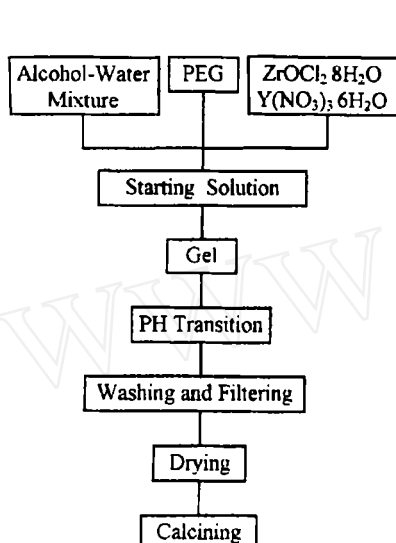 Alcohol-Water
Mixture
PEG
ZrOCl₂ 8H₂O
Y(NO₃)₃ 6H₂O
Starting Solution
Gel
PH Transition
WWW
Washing and Filtering
Drying
Calcining